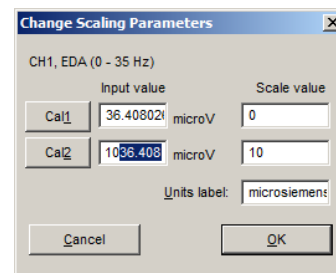 Change Scaling Parameters
CH1, EDA (0 - 35 Hz)
Input value Scale value
Cal1 36.408026 microV 0
Cal2 1036.408 microV 10
Units label: microsiemens
Cancel OK